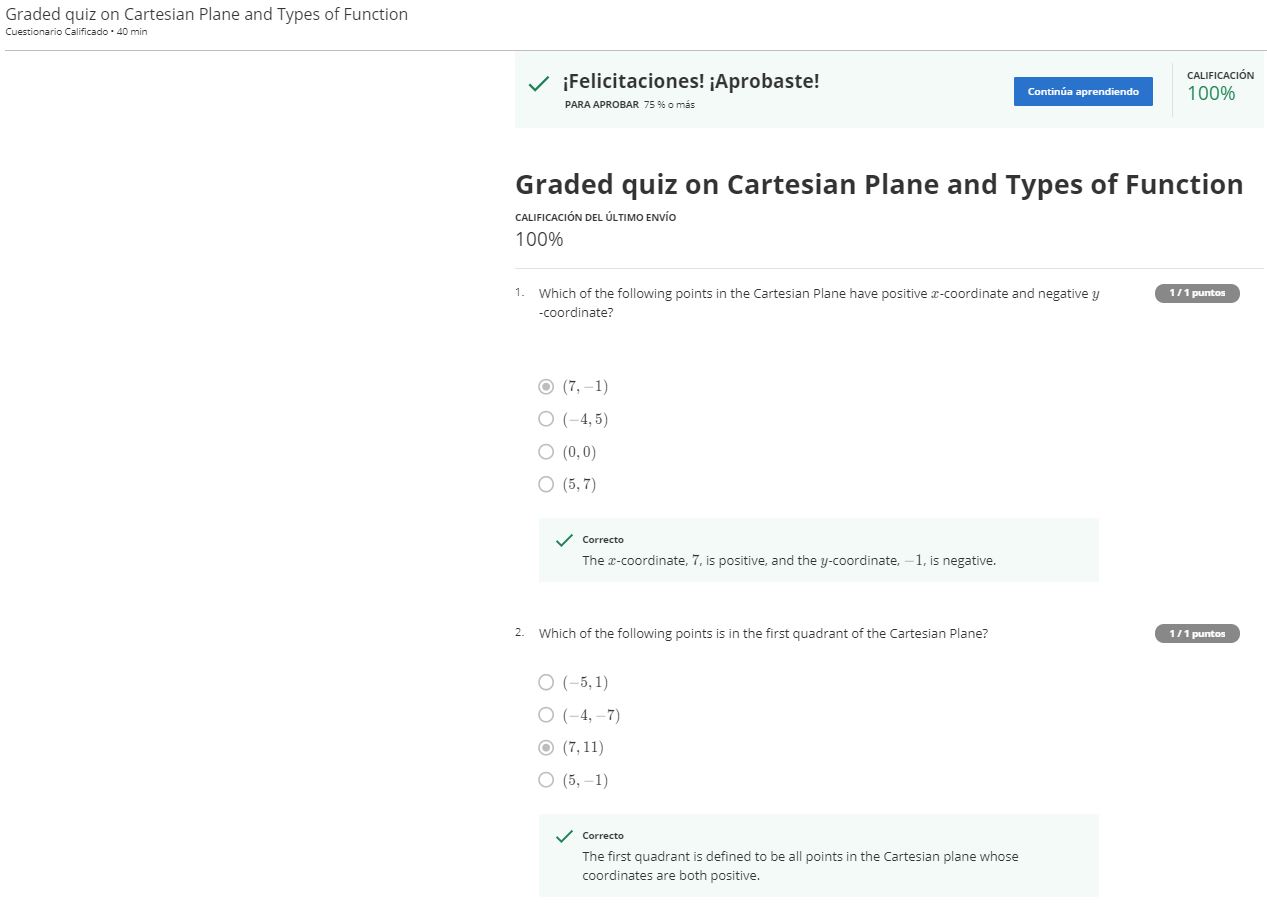 Graded quiz on Cartesian Plane and Types of Function
Cuestionario Calificado • 40 min
¡Felicitaciones! ¡Aprobaste!
PARA APROBAR 75 % o más
Continúa aprendiendo
CALIFICACIÓN
100%
Graded quiz on Cartesian Plane and Types of Function
CALIFICACIÓN DEL ÚLTIMO ENVÍO
100%
1. Which of the following points in the Cartesian Plane have positive x-coordinate and negative y
-coordinate?
1 / 1 puntos
(7, −1)
(−4, 5)
(0, 0)
(5, 7)
Correcto
The x-coordinate, 7, is positive, and the y-coordinate, −1, is negative.
2. Which of the following points is in the first quadrant of the Cartesian Plane?
1 / 1 puntos
(−5, 1)
(−4, −7)
(7, 11)
(5, −1)
Correcto
The first quadrant is defined to be all points in the Cartesian plane whose
coordinates are both positive.